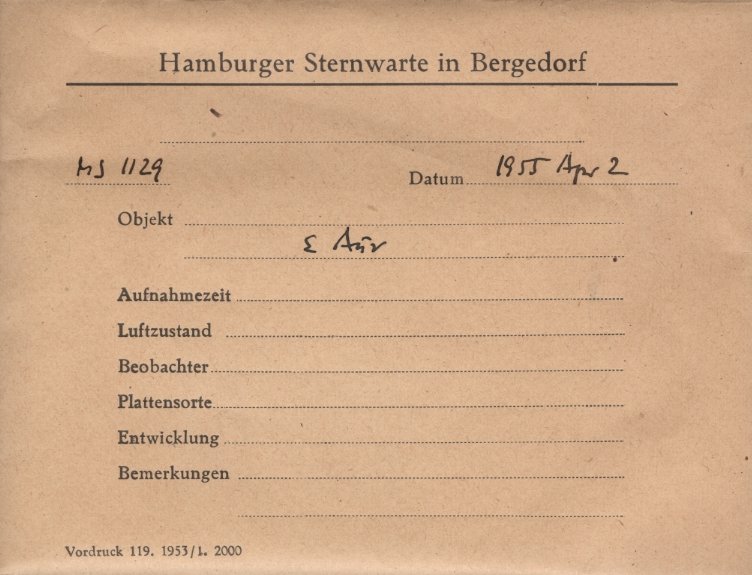 Hamburger Sternwarte in Bergedorf
MS 1129 Datum 1955 Apr 2
Objekt
ε Aur
Aufnahmezeit
Luftzustand
Beobachter
Plattensorte
Entwicklung
Bemerkungen
Vordruck 119. 1953/1. 2000